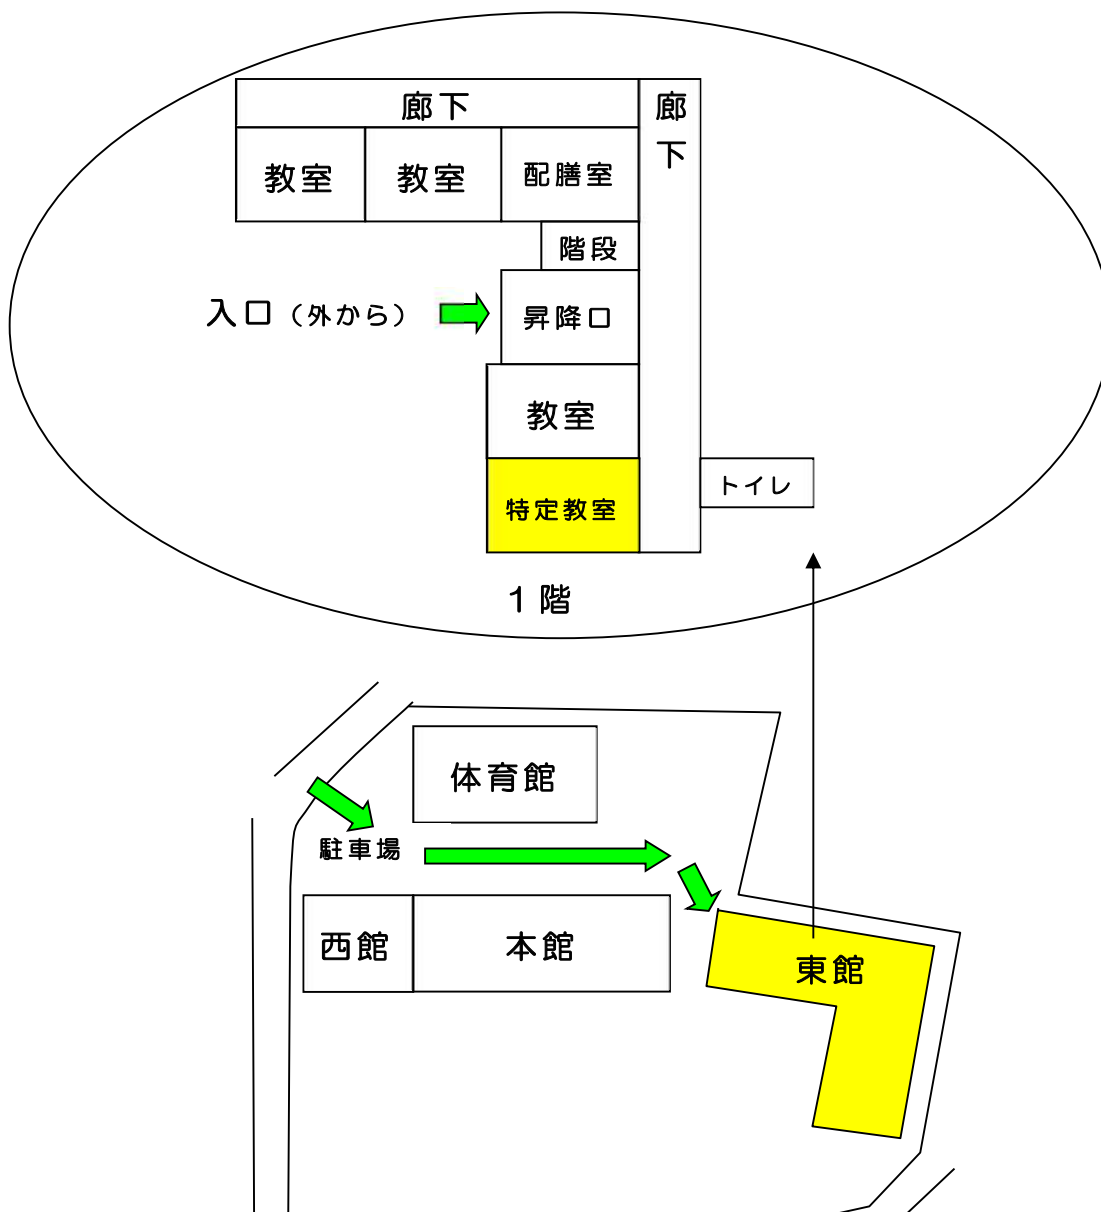 廊下
廊下
教室
教室
配膳室
階段
入口（外から）
昇降口
教室
特定教室
トイレ
１階
体育館
駐車場
西館
本館
東館